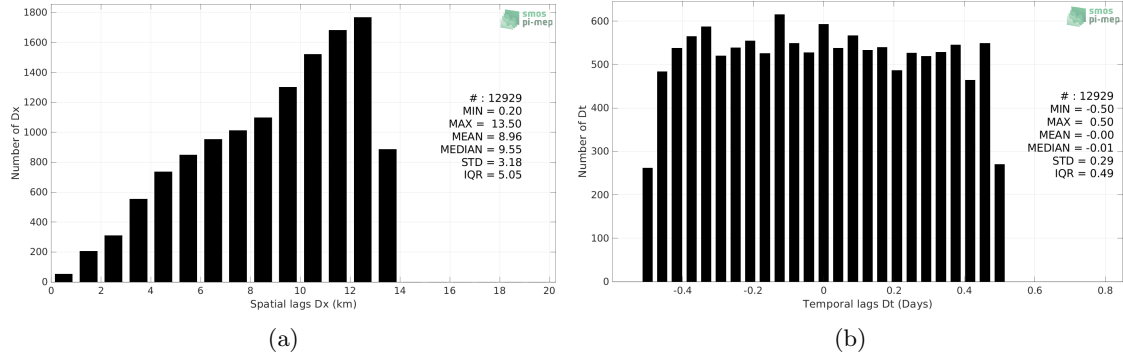 1800
1600
1400
1200
1000
800
600
400
200
0
Number of Dx
smos
pi-mep
# : 12929
MIN = 0.20
MAX = 13.50
MEAN = 8.96
MEDIAN = 9.55
STD = 3.18
IQR = 5.05
0 2 4 6 8 10 12 14 16 18 20
Spatial lags Dx (km)
(a)
600
500
400
300
200
100
0
Number of Dt
smos
pi-mep
# : 12929
MIN = -0.50
MAX = 0.50
MEAN = -0.00
MEDIAN = -0.01
STD = 0.29
IQR = 0.49
-0.4 -0.2 0 0.2 0.4 0.6 0.8
Temporal lags Dt (Days)
(b)